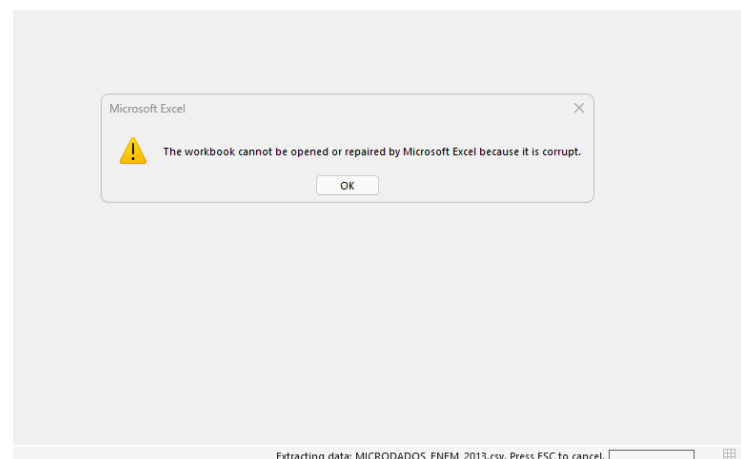 Microsoft Excel
The workbook cannot be opened or repaired by Microsoft Excel because it is corrupt.
OK
Extracting data: MICRODADOS_ENEM_2013.csv. Press ESC to cancel.